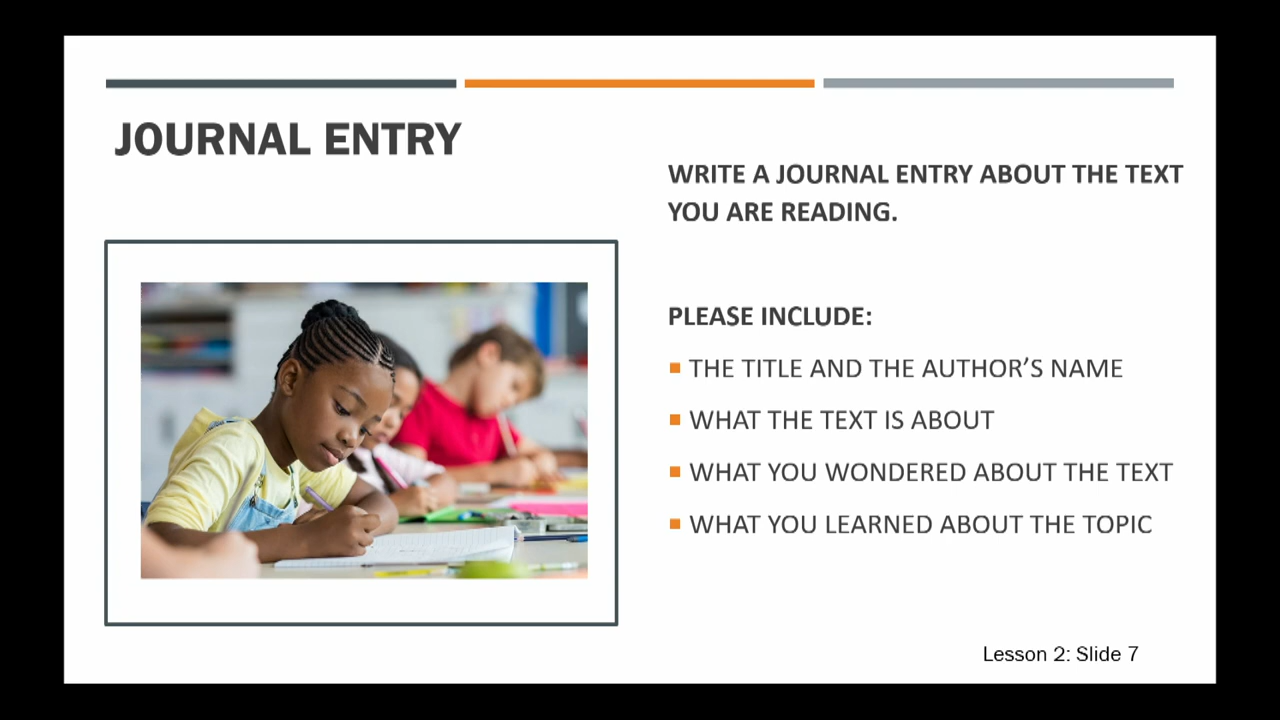 JOURNAL ENTRY
WRITE A JOURNAL ENTRY ABOUT THE TEXT
YOU ARE READING.
PLEASE INCLUDE:
THE TITLE AND THE AUTHOR’S NAME
WHAT THE TEXT IS ABOUT
WHAT YOU WONDERED ABOUT THE TEXT
WHAT YOU LEARNED ABOUT THE TOPIC
Lesson 2: Slide 7